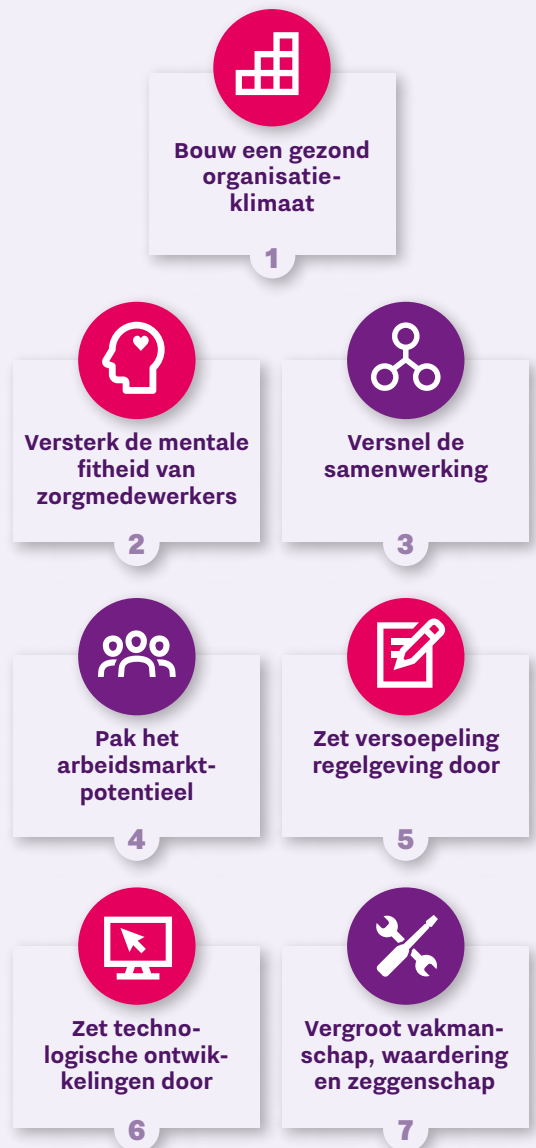 Bouw een gezond
organisatie-
klimaat
1
Versterk de mentale
fitheid van
zorgmedewerkers
2
Versnel de
samenwerking
3
Pak het
arbeidsmarkt-
potentieel
4
Zet versoepeling
regelgeving door
5
Zet techno-
logische ontwik-
kelingen door
6
Vergroot vakman-
schap, waardering
en zeggenschap
7